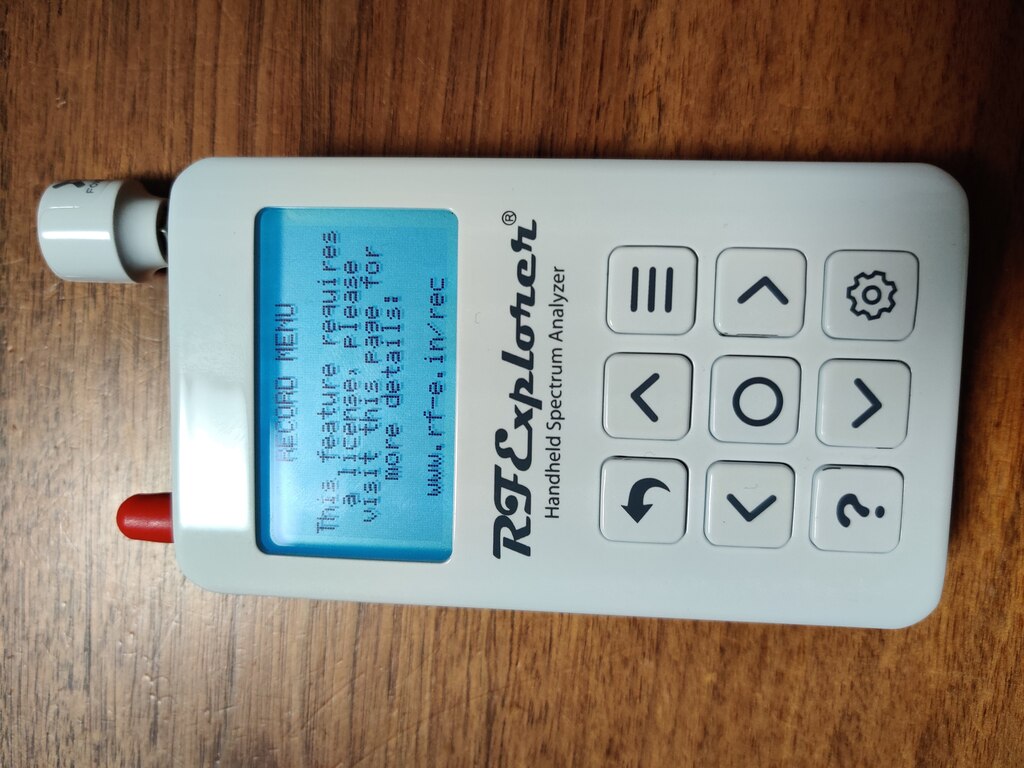 RECORD MENU
This feature requires
a license, please
visit this page for
more details:
www.rf-e.in/rec
RFExplorer®
Handheld Spectrum Analyzer
?